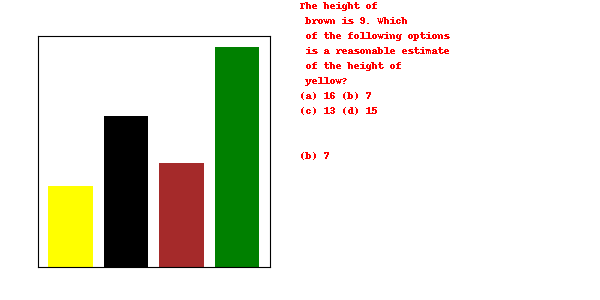 The height of
brown is 9. Which
of the following options
is a reasonable estimate
of the height of
yellow?
(a) 16 (b) 7
(c) 13 (d) 15
(b) 7